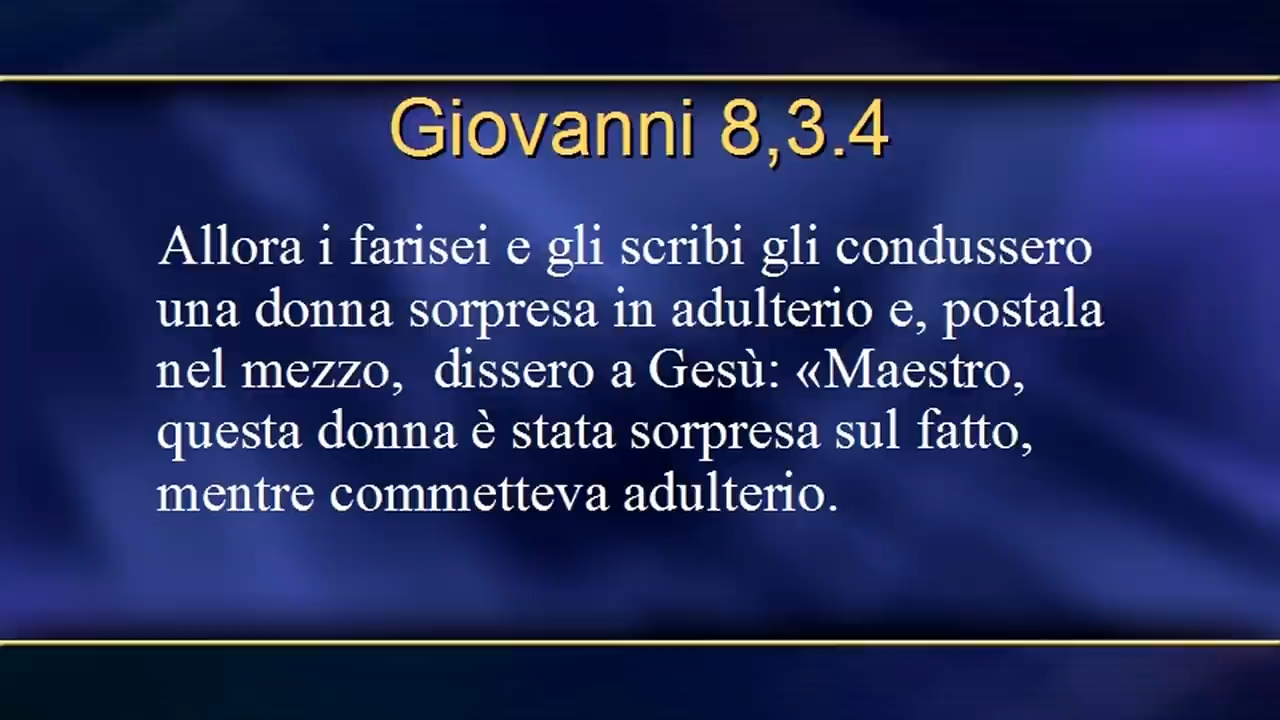 Giovanni 8,3.4
Allora i farisei e gli scribi gli condussero
una donna sorpresa in adulterio e, postala
nel mezzo,  dissero a Gesù: «Maestro,
questa donna è stata sorpresa sul fatto,
mentre commetteva adulterio.